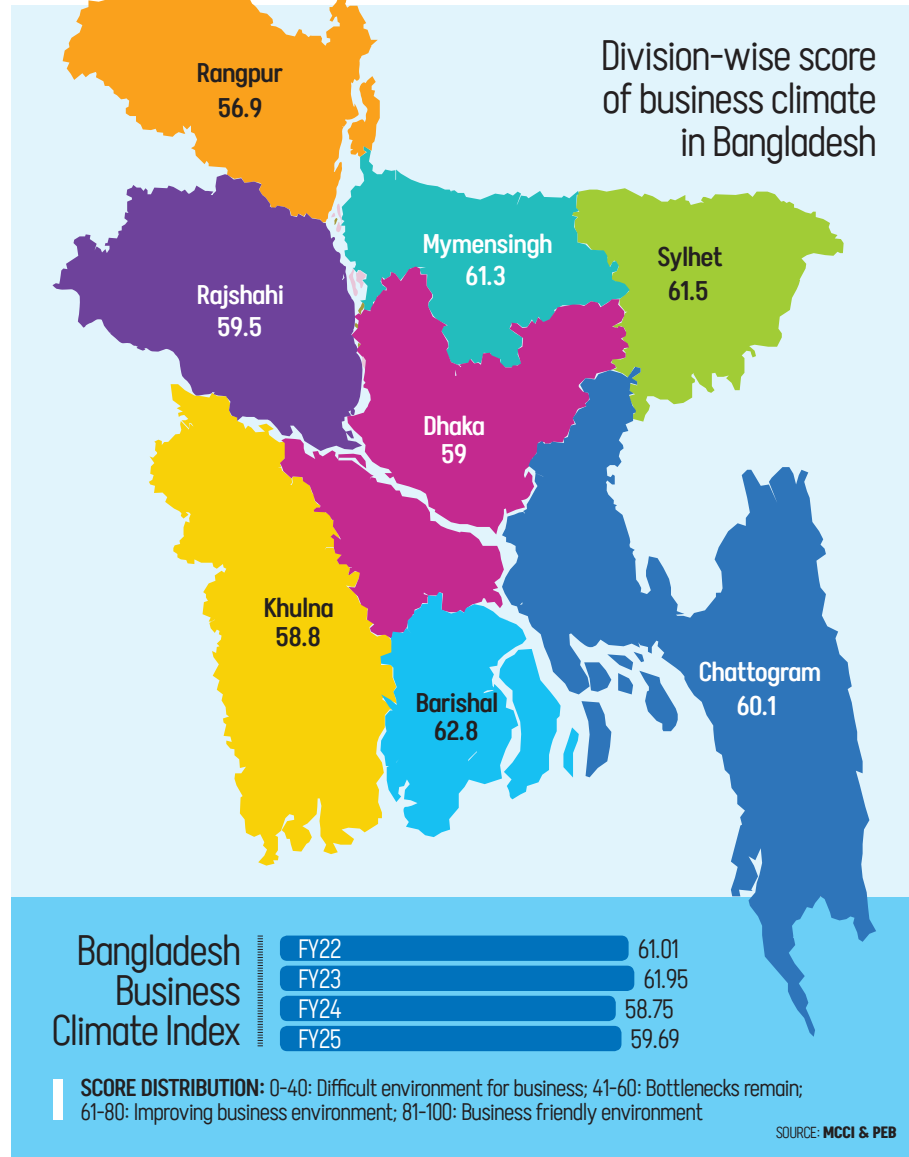 Division-wise score
of business climate
in Bangladesh
Rangpur
56.9
Mymensingh
61.3
Sylhet
61.5
Rajshahi
59.5
Dhaka
59
Khulna
58.8
Barishal
62.8
Chattogram
60.1
Bangladesh
Business
Climate Index
FY22 61.01
FY23 61.95
FY24 58.75
FY25 59.69
SCORE DISTRIBUTION: 0-40: Difficult environment for business; 41-60: Bottlenecks remain;
61-80: Improving business environment; 81-100: Business friendly environment
SOURCE: MCCI & PEB